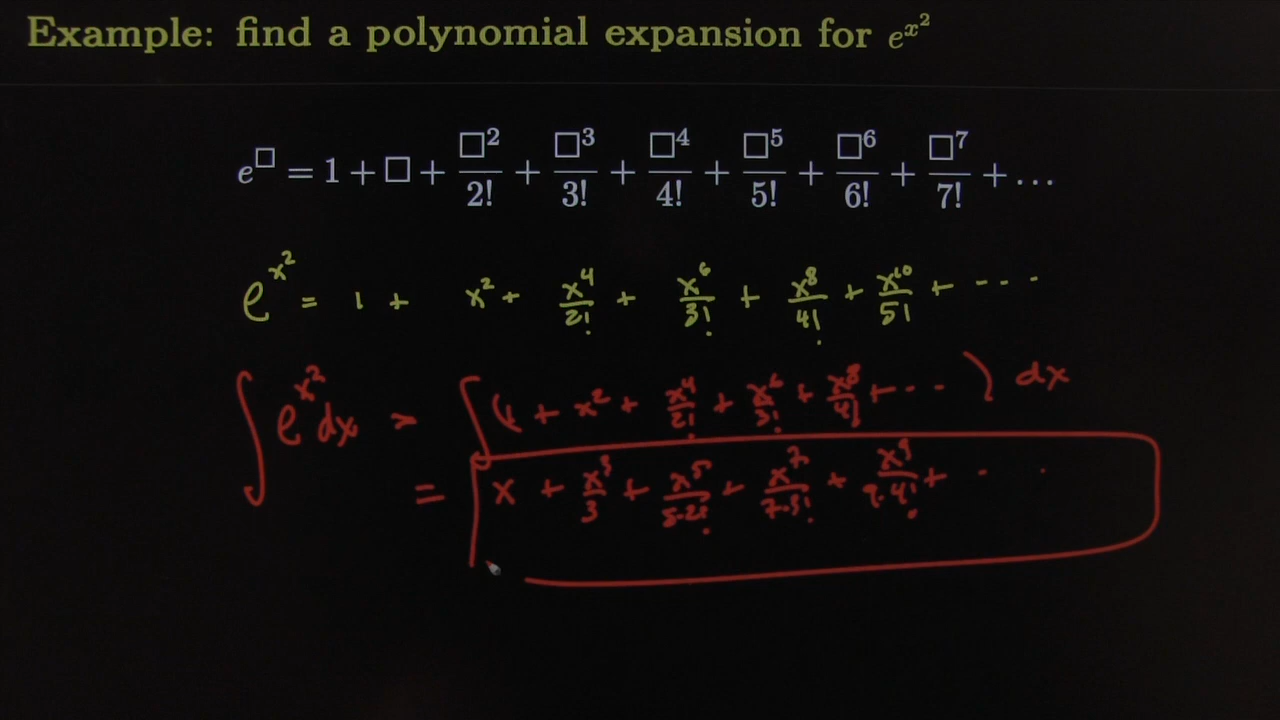 Example: find a polynomial expansion for e^{x^2}
e^□ = 1 + □ + □^2/2! + □^3/3! + □^4/4! + □^5/5! + □^6/6! + □^7/7! + ...
e^{x^2} = 1 + x^2 + x^4/2! + x^6/3! + x^8/4! + x^10/5! + ....
∫ e^{x^2} dx = ∫ (1 + x^2 + x^4/2! + x^6/3! + x^8/4! + ...) dx
= x + x^3/3 + x^5/5·2! + x^7/7·3! + x^9/9·4! + . .